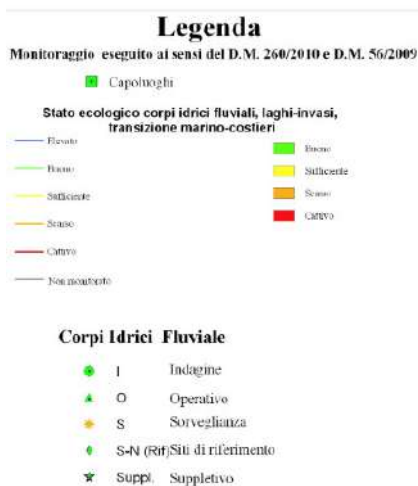 Legenda
Monitoraggio eseguito ai sensi del D.M. 260/2010 e D.M. 56/2009
Capoluoghi
Stato ecologico corpi idrici fluviali, laghi-invasi,
transizione marino-costieri
Elevato
Buono
Sufficiente
Scarso
Cattivo
Non monitorato
Buono
Sufficiente
Scarso
Cattivo
Corpi Idrici Fluviale
I Indagine
O Operativo
S Sorveglianza
S-N (Rif) Siti di riferimento
Suppl. Suppletivo